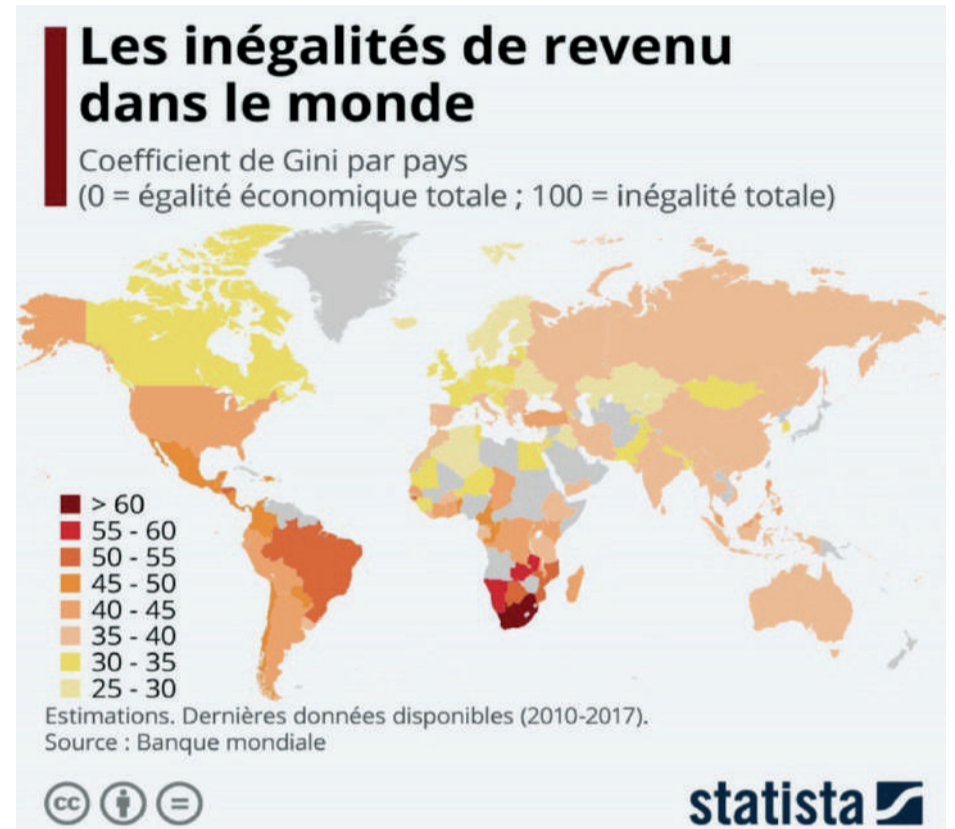 Les inégalités de revenu
dans le monde
Coefficient de Gini par pays
(0 = égalité économique totale ; 100 = inégalité totale)
> 60
55 - 60
50 - 55
45 - 50
40 - 45
35 - 40
30 - 35
25 - 30
Estimations. Dernières données disponibles (2010-2017).
Source : Banque mondiale
cc
statista